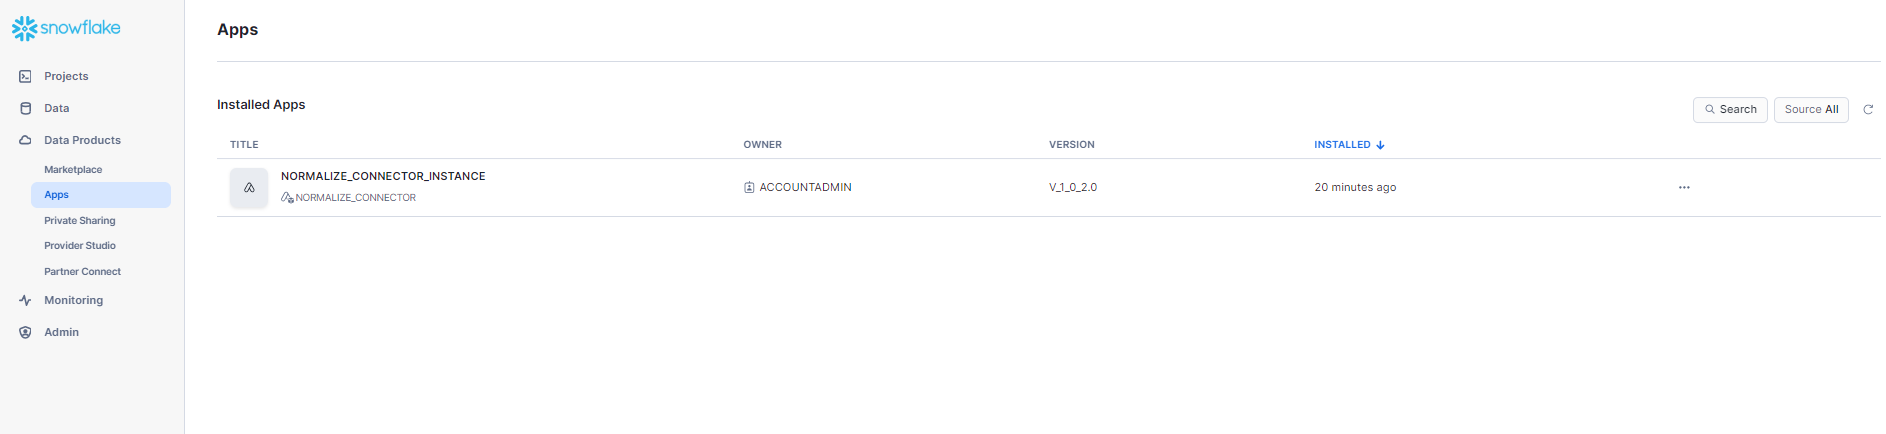 snowflake
Projects
Data
Data Products
Marketplace
Apps
Private Sharing
Provider Studio
Partner Connect
Monitoring
Admin
Apps
Installed Apps
Search
Source All
TITLE OWNER VERSION INSTALLED
NORMALIZE_CONNECTOR_INSTANCE
NORMALIZE_CONNECTOR
ACCOUNTADMIN
V_1_0_2.0
20 minutes ago